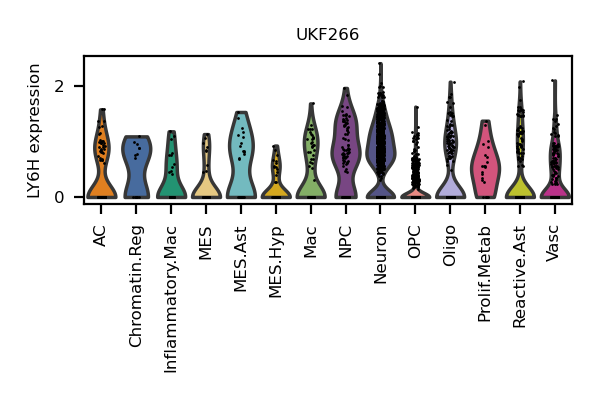 UKF266
LY6H expression
2
0
AC
Chromatin.Reg
Inflammatory.Mac
MES
MES.Ast
MES.Hyp
Mac
NPC
Neuron
OPC
Oligo
Prolif.Metab
Reactive.Ast
Vasc